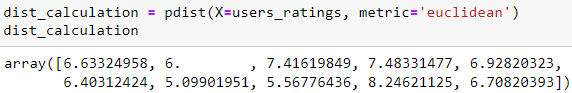 dist_calculation = pdist(X=users_ratings, metric='euclidean')
dist_calculation
array([6.63324958, 6.        , 7.41619849, 7.48331477, 6.92820323,
       6.40312424, 5.09901951, 5.56776436, 8.24621125, 6.70820393])